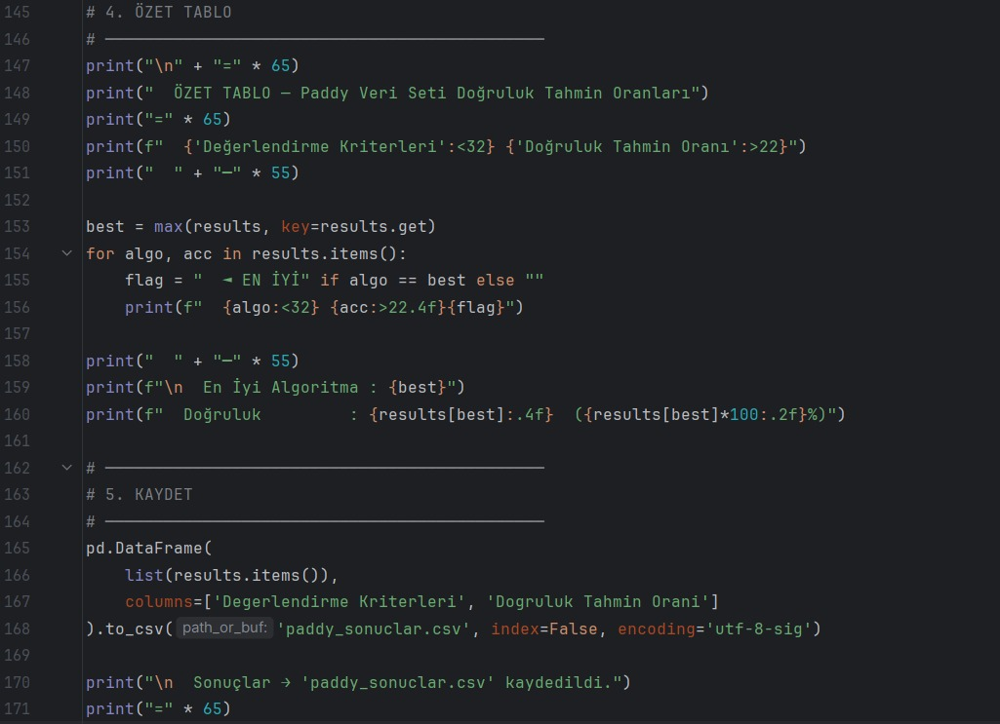 145 # 4. ÖZET TABLO
146 # ─────────────────────────────────────────────
147 print("\n" + "=" * 65)
148 print("  ÖZET TABLO — Paddy Veri Seti Doğruluk Tahmin Oranları")
149 print("=" * 65)
150 print(f"  {'Değerlendirme Kriterleri':<32} {'Doğruluk Tahmin Oranı':>22}")
151 print("  " + "─" * 55)
152
153 best = max(results, key=results.get)
154 for algo, acc in results.items():
155     flag = "  ◄ EN İYİ" if algo == best else ""
156     print(f"  {algo:<32} {acc:>22.4f}{flag}")
157
158 print("  " + "─" * 55)
159 print(f"\n  En İyi Algoritma : {best}")
160 print(f"  Doğruluk         : {results[best]:.4f}  ({results[best]*100:.2f}%)")
161
162 # ─────────────────────────────────────────────
163 # 5. KAYDET
164 # ─────────────────────────────────────────────
165 pd.DataFrame(
166     list(results.items()),
167     columns=['Degerlendirme Kriterleri', 'Dogruluk Tahmin Orani']
168 ).to_csv( path_or_buf: 'paddy_sonuclar.csv', index=False, encoding='utf-8-sig')
169
170 print("\n  Sonuçlar → 'paddy_sonuclar.csv' kaydedildi.")
171 print("=" * 65)